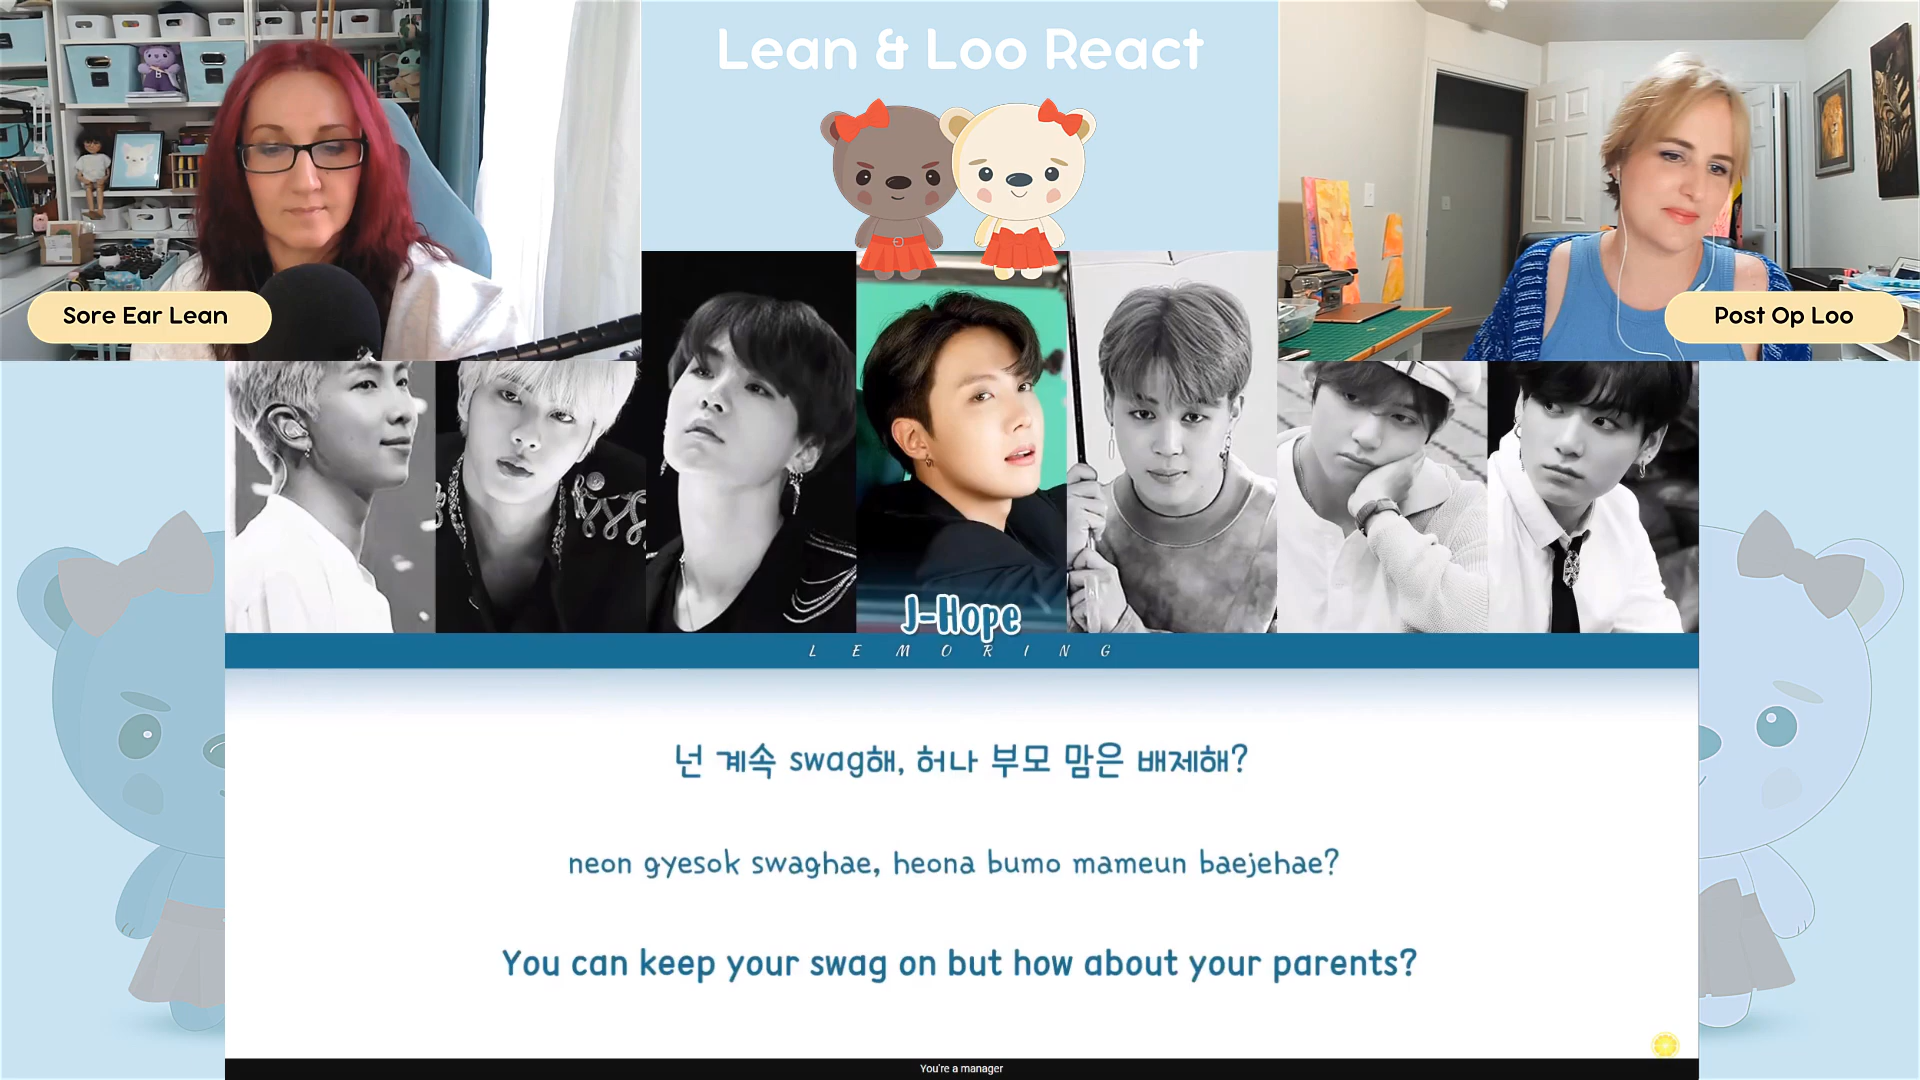 Lean & Loo React
Sore Ear Lean
Post Op Loo
J-Hope
LEMORING
넌 계속 swag해, 허나 부모 맘은 배제해?
neon gyesok swaghae, heona bumo mameun baejehae?
You can keep your swag on but how about your parents?
You're a manager